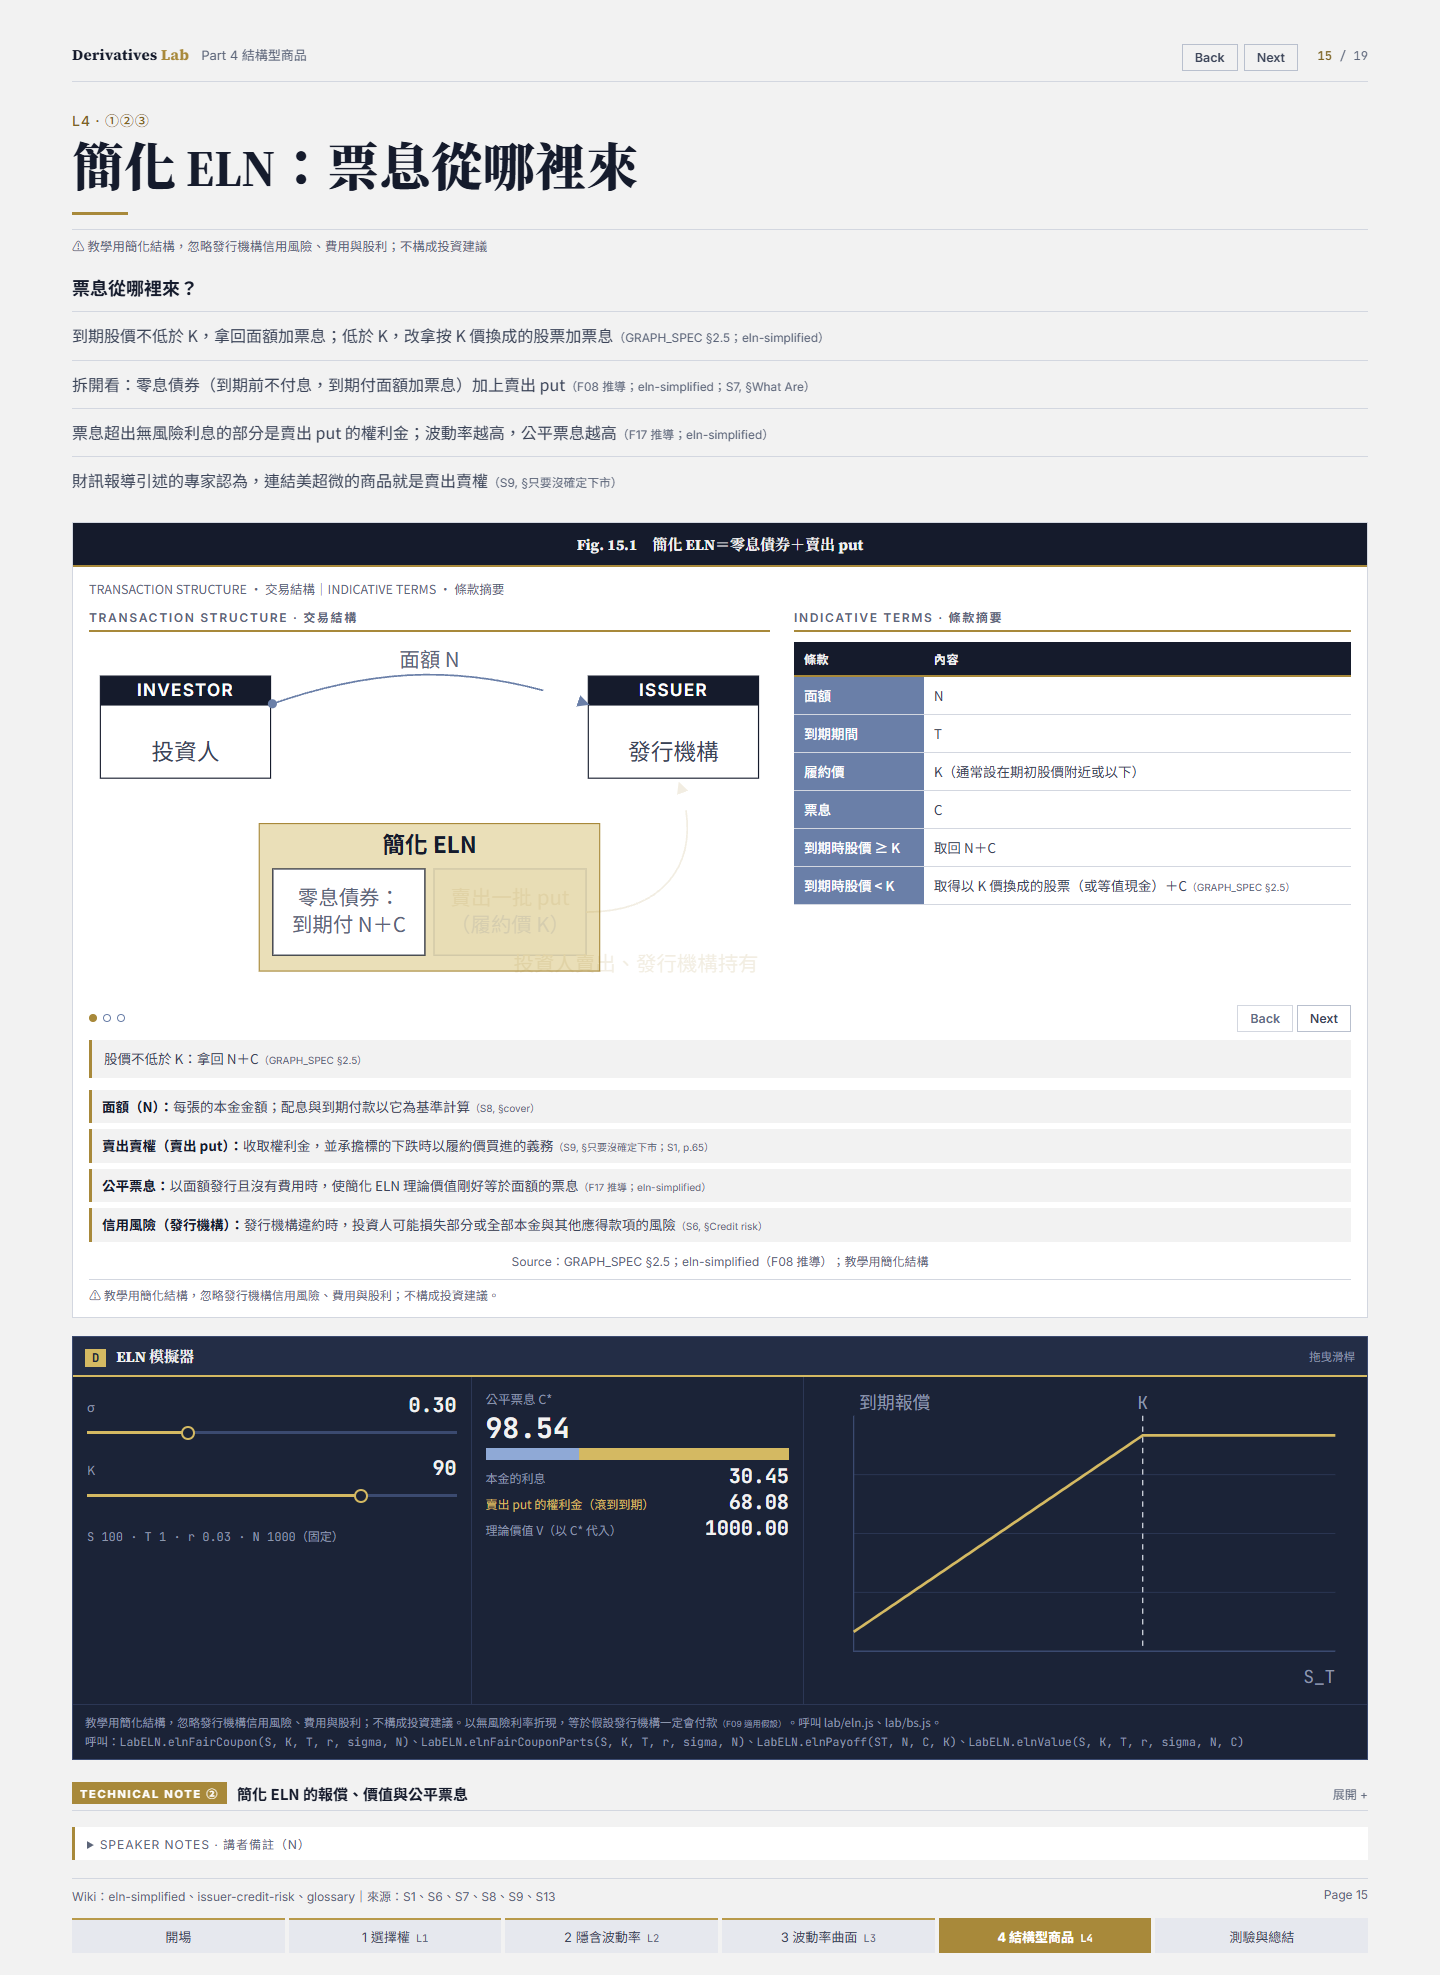 Derivatives Lab Part 4 結構型商品
Back Next 15 / 19
L4 · ①②③
簡化 ELN：票息從哪裡來
⚠ 教學用簡化結構，忽略發行機構信用風險、費用與股利；不構成投資建議
票息從哪裡來？
到期股價不低於 K，拿回面額加票息；低於 K，改拿按 K 價換成的股票加票息（GRAPH_SPEC §2.5；eln-simplified）
拆開看：零息債券（到期前不付息，到期付面額加票息）加上賣出 put（F08 推導；eln-simplified；S7, §What Are）
票息超出無風險利息的部分是賣出 put 的權利金；波動率越高，公平票息越高（F17 推導；eln-simplified）
財訊報導引述的專家認為，連結美超微的商品就是賣出賣權（S9, §只要沒確定下市）
Fig. 15.1 簡化 ELN＝零息債券＋賣出 put
TRANSACTION STRUCTURE · 交易結構｜INDICATIVE TERMS · 條款摘要
TRANSACTION STRUCTURE · 交易結構
面額 N
INVESTOR
投資人
ISSUER
發行機構
簡化 ELN
零息債券：
到期付 N＋C
賣出一批 put
（履約價 K）
投資人賣出、發行機構持有
INDICATIVE TERMS · 條款摘要
條款 內容
面額 N
到期期間 T
履約價 K（通常設在期初股價附近或以下）
票息 C
到期時股價 ≥ K 取回 N＋C
到期時股價 < K 取得以 K 價換成的股票（或等值現金）＋C（GRAPH_SPEC §2.5）
Back Next
股價不低於 K：拿回 N＋C（GRAPH_SPEC §2.5）
面額（N）：每張的本金金額；配息與到期付款以它為基準計算（S8, §cover）
賣出賣權（賣出 put）：收取權利金，並承擔標的下跌時以履約價買進的義務（S9, §只要沒確定下市；S1, p.65）
公平票息：以面額發行且沒有費用時，使簡化 ELN 理論價值剛好等於面額的票息（F17 推導；eln-simplified）
信用風險（發行機構）：發行機構違約時，投資人可能損失部分或全部本金與其他應得款項的風險（S6, §Credit risk）
Source：GRAPH_SPEC §2.5；eln-simplified（F08 推導）；教學用簡化結構
⚠ 教學用簡化結構，忽略發行機構信用風險、費用與股利；不構成投資建議。
D ELN 模擬器 拖曳滑桿
σ 0.30
K 90
S 100 · T 1 · r 0.03 · N 1000（固定）
公平票息 C*
98.54
本金的利息 30.45
賣出 put 的權利金（滾到到期） 68.08
理論價值 V（以 C* 代入） 1000.00
到期報償
K
S_T
教學用簡化結構，忽略發行機構信用風險、費用與股利；不構成投資建議。以無風險利率折現，等於假設發行機構一定會付款（F09 適用假設）。呼叫 lab/eln.js、lab/bs.js。
呼叫：LabELN.elnFairCoupon(S, K, T, r, sigma, N)、LabELN.elnFairCouponParts(S, K, T, r, sigma, N)、LabELN.elnPayoff(ST, N, C, K)、LabELN.elnValue(S, K, T, r, sigma, N, C)
TECHNICAL NOTE ② 簡化 ELN 的報償、價值與公平票息 展開 +
▶ SPEAKER NOTES · 講者備註（N）
Wiki：eln-simplified、issuer-credit-risk、glossary｜來源：S1、S6、S7、S8、S9、S13
Page 15
開場 1 選擇權 L1 2 隱含波動率 L2 3 波動率曲面 L3 4 結構型商品 L4 測驗與總結